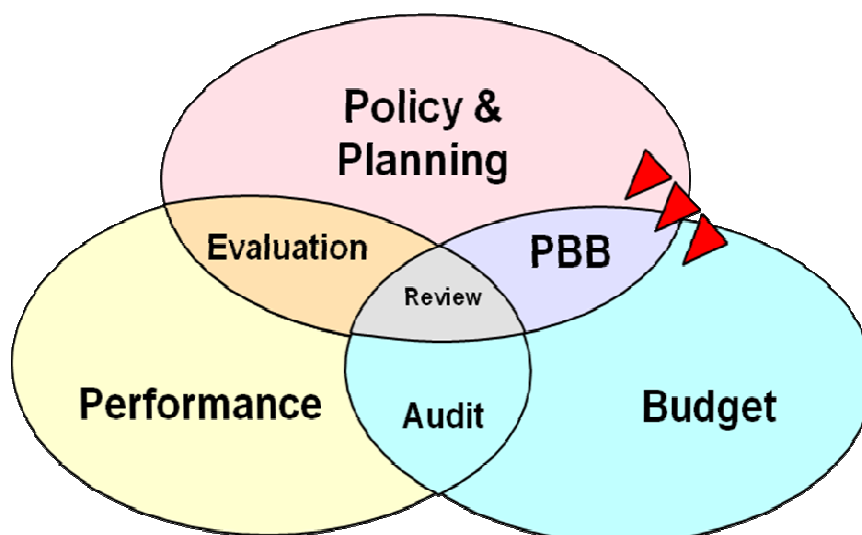 Policy &
Planning
Evaluation
PBB
Review
Performance
Audit
Budget